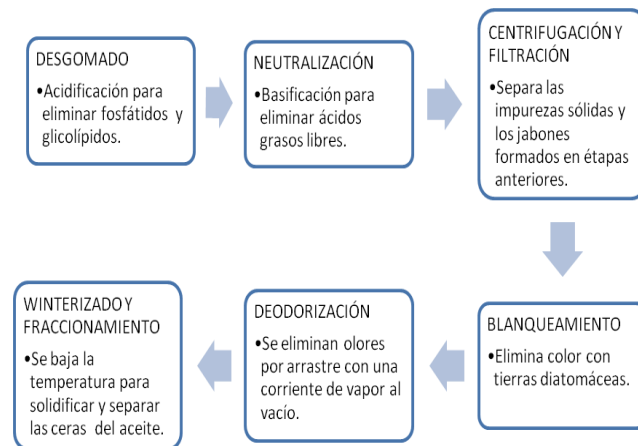 DESGOMADO
•Acidificación para
eliminar fosfátidos y
glicolípidos.
NEUTRALIZACIÓN
•Basificación para
eliminar ácidos
grasos libres.
CENTRIFUGACIÓN Y
FILTRACIÓN
•Separa las
impurezas sólidas y
los jabones
formados en étapas
anteriores.
BLANQUEAMIENTO
•Elimina color con
tierras diatomáceas.
DEODORIZACIÓN
•Se eliminan olores
por arrastre con una
corriente de vapor al
vacío.
WINTERIZADO Y
FRACCIONAMIENTO
•Se baja la
temperatura para
solidificar y separar
las ceras del aceite.